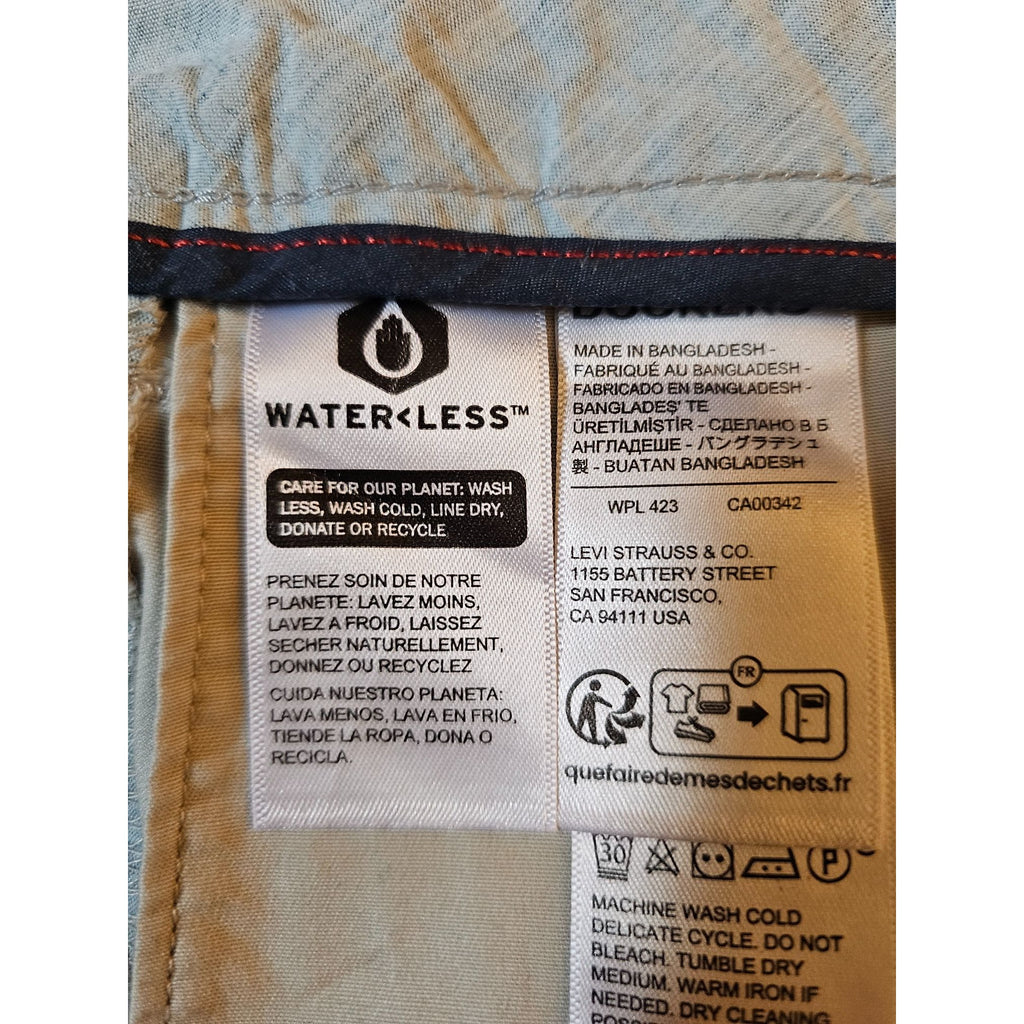 WATER<LESS™
CARE FOR OUR PLANET: WASH
LESS, WASH COLD, LINE DRY,
DONATE OR RECYCLE
PRENEZ SOIN DE NOTRE
PLANETE: LAVEZ MOINS,
LAVEZ A FROID, LAISSEZ
SECHER NATURELLEMENT,
DONNEZ OU RECYCLEZ
CUIDA NUESTRO PLANETA:
LAVA MENOS, LAVA EN FRIO,
TIENDE LA ROPA, DONA O
RECICLA.
DOCKERS
MADE IN BANGLADESH -
FABRIQUÉ AU BANGLADESH -
FABRICADO EN BANGLADESH -
BANGLADEŞ' TE
ÜRETİLMİŞTİR - СДЕЛАНО В Б
АНГЛАДЕШЕ - バングラデシュ
製 - BUATAN BANGLADESH
WPL 423 CA00342
LEVI STRAUSS & CO.
1155 BATTERY STREET
SAN FRANCISCO,
CA 94111 USA
FR
quefairedemesdechets.fr
30 P
MACHINE WASH COLD
DELICATE CYCLE. DO NOT
BLEACH. TUMBLE DRY
MEDIUM. WARM IRON IF
NEEDED. DRY CLEANING